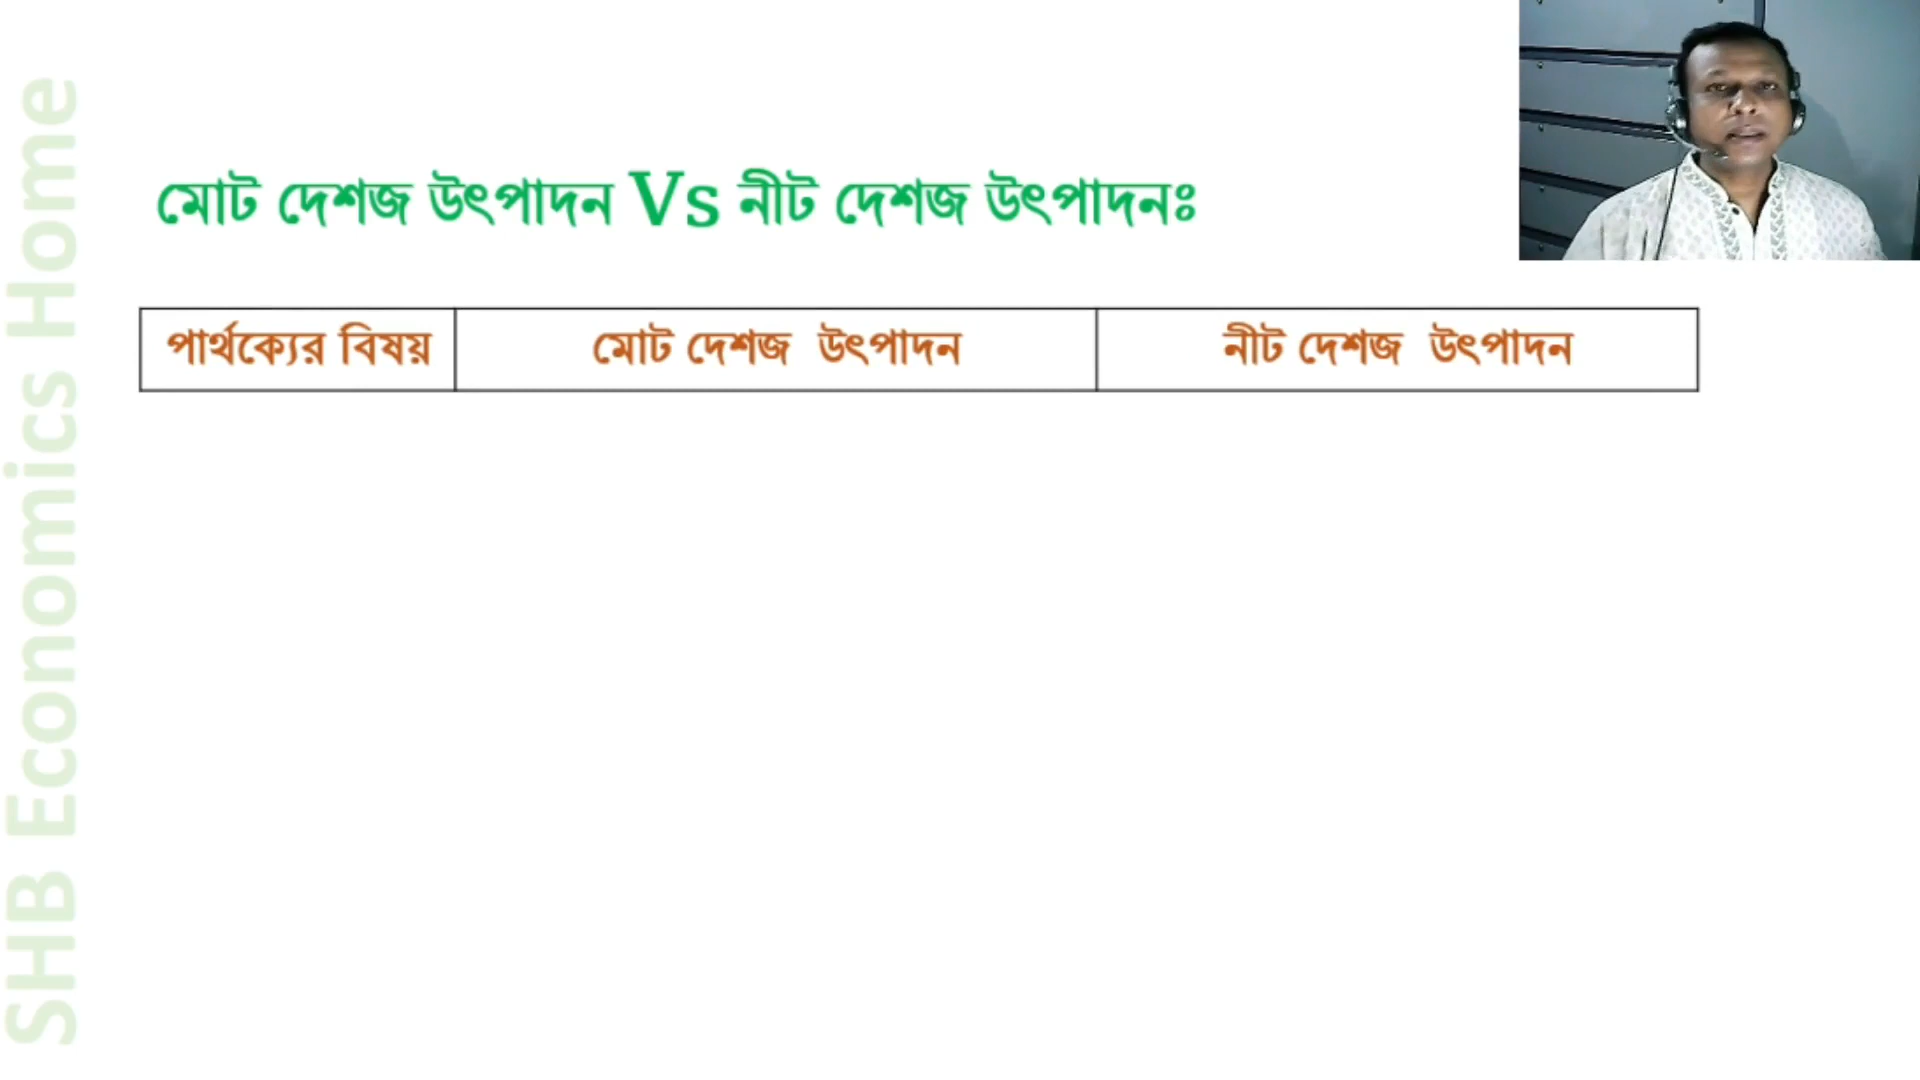 মোট দেশজ উৎপাদন Vs নীট দেশজ উৎপাদনঃ
পার্থক্যের বিষয় মোট দেশজ উৎপাদন নীট দেশজ উৎপাদন
SHB Economics Home